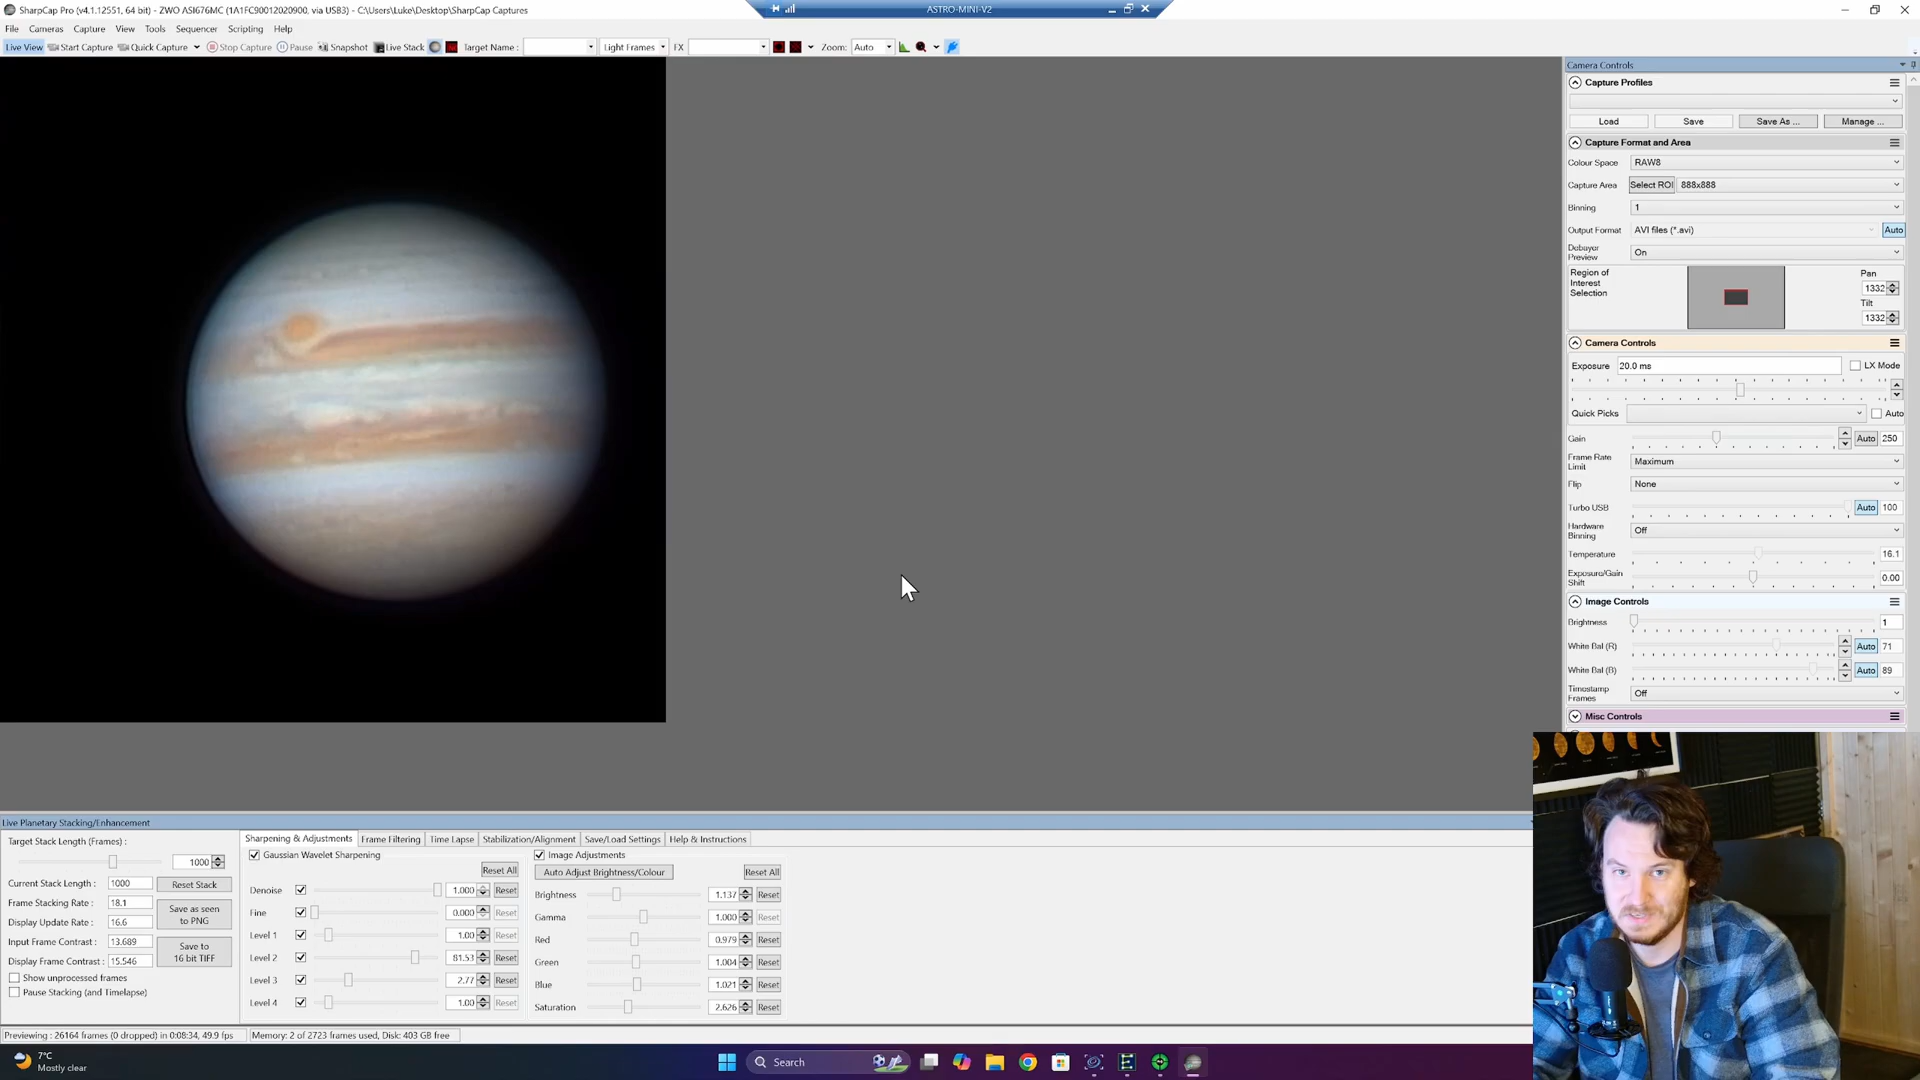 SharpCap Pro (v4.1.12551, 64 bit) - ZWO ASI676MC (1A1FC90012020900, via USB3) - C:\Users\Luke\Desktop\SharpCap Captures
ASTRO-MINI-V2
File Cameras Capture View Tools Sequencer Scripting Help
Live View Start Capture Quick Capture Stop Capture Pause Snapshot Live Stack Target Name : Light Frames FX Zoom: Auto
Camera Controls
Capture Profiles
Load Save Save As ... Manage ...
Capture Format and Area
Colour Space RAW8
Capture Area Select ROI 888x888
Binning 1
Output Format AVI files (*.avi) Auto
Debayer Preview On
Region of Interest Selection
Pan
1332
Tilt
1332
Camera Controls
Exposure 20.0 ms LX Mode
Quick Picks Auto
Gain Auto 250
Frame Rate Limit Maximum
Flip None
Turbo USB Auto 100
Hardware Binning Off
Temperature 16.1
Exposure/Gain Shift 0.00
Image Controls
Brightness 1
White Bal (R) Auto 71
White Bal (B) Auto 89
Timestamp Frames Off
Misc Controls
Live Planetary Stacking/Enhancement
Target Stack Length (Frames) :
1000
Current Stack Length : 1000 Reset Stack
Frame Stacking Rate : 18.1
Display Update Rate : 16.6
Save as seen to PNG
Input Frame Contrast : 13.689
Display Frame Contrast : 15.546
Save to 16 bit TIFF
Show unprocessed frames
Pause Stacking (and Timelapse)
Sharpening & Adjustments Frame Filtering Time Lapse Stabilization/Alignment Save/Load Settings Help & Instructions
Gaussian Wavelet Sharpening
Reset All
Denoise 1.000 Reset
Fine 0.000 Reset
Level 1 1.00 Reset
Level 2 81.53 Reset
Level 3 2.77 Reset
Level 4 1.00 Reset
Image Adjustments
Auto Adjust Brightness/Colour Reset All
Brightness 1.137 Reset
Gamma 1.000 Reset
Red 0.979 Reset
Green 1.004 Reset
Blue 1.021 Reset
Saturation 2.626 Reset
Previewing : 26164 frames (0 dropped) in 0:08:34, 49.9 fps Memory: 2 of 2723 frames used, Disk: 403 GB free
7°C
Mostly clear
Search